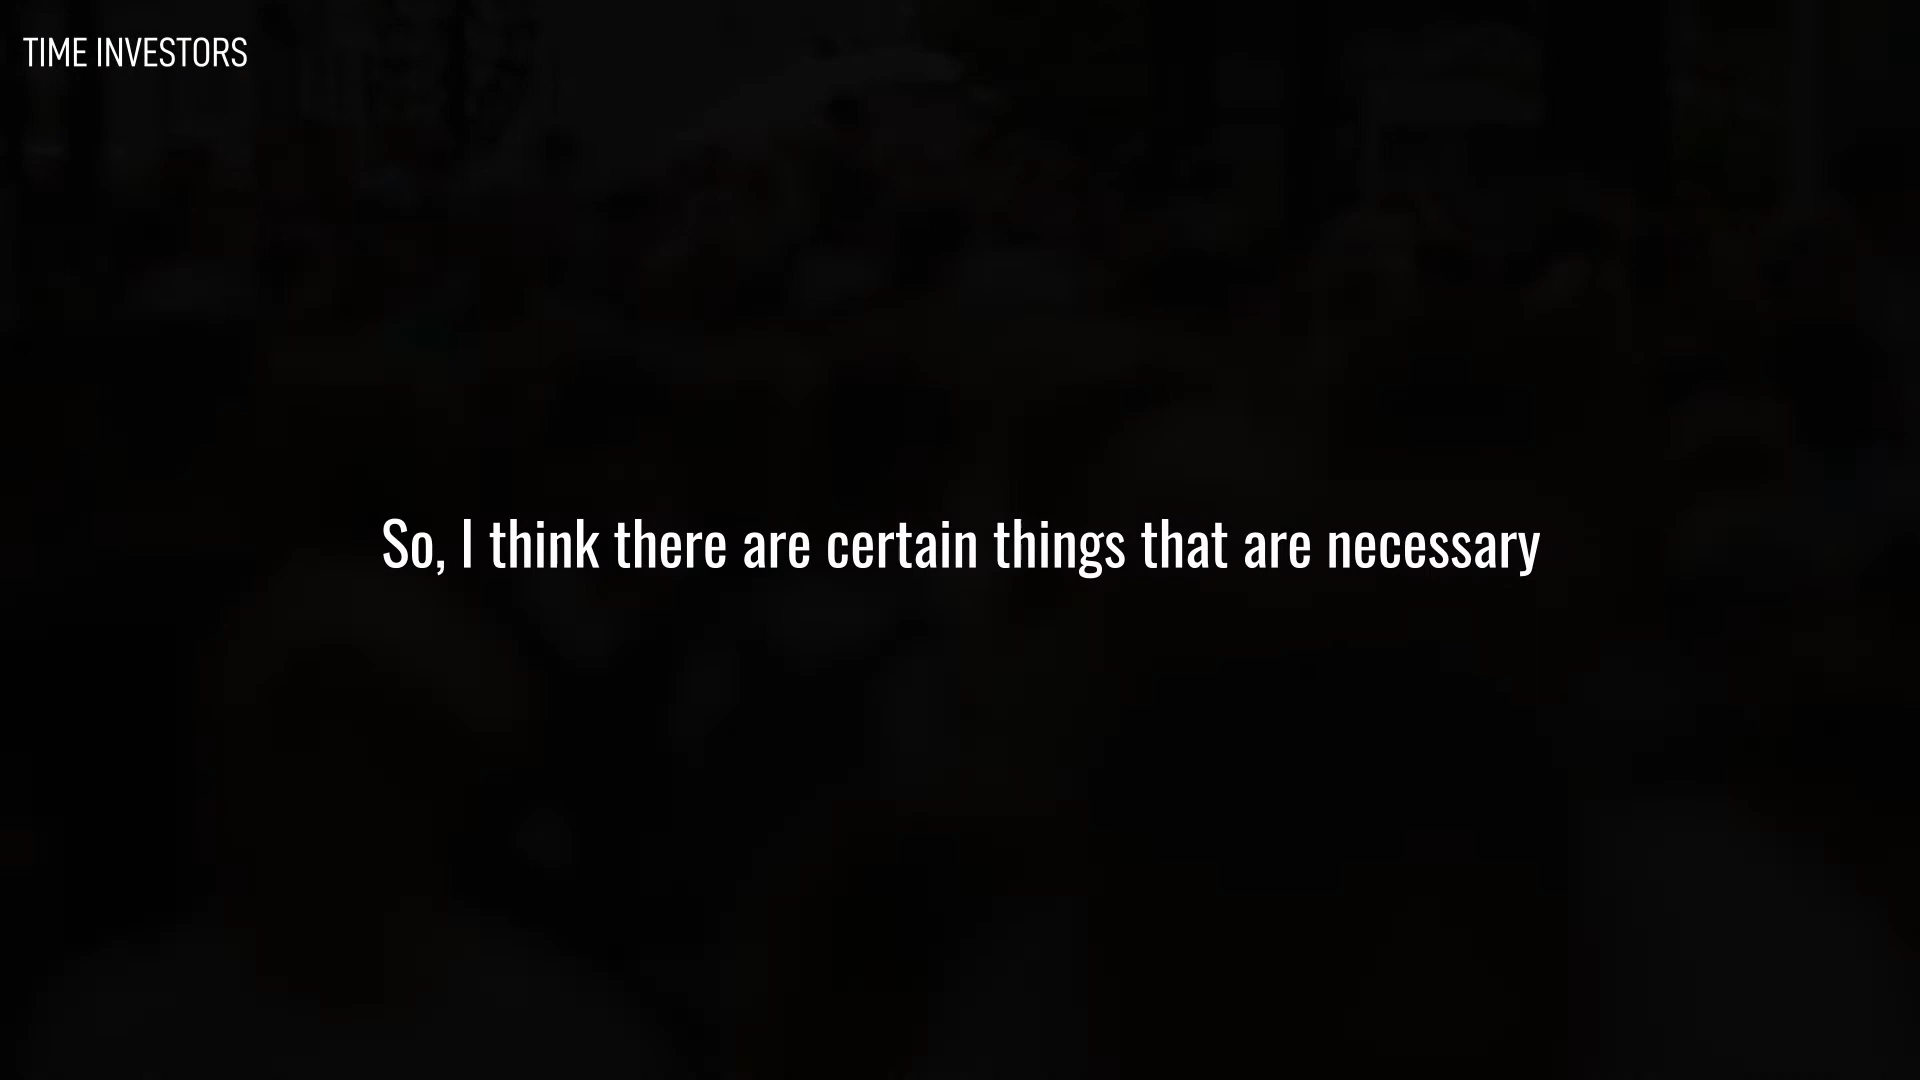 TIME INVESTORS
So, I think there are certain things that are necessary